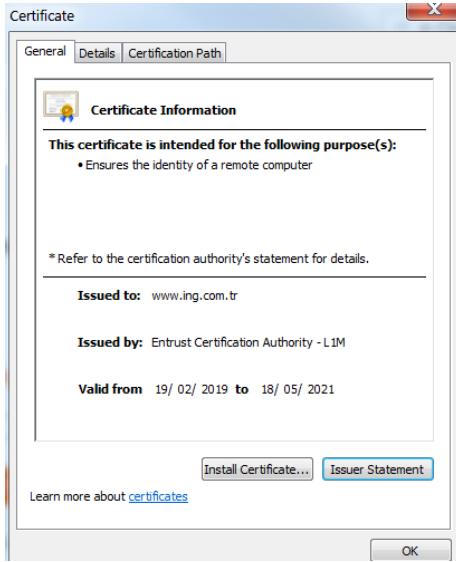 Certificate
X
General Details Certification Path
Certificate Information
This certificate is intended for the following purpose(s):
• Ensures the identity of a remote computer
* Refer to the certification authority's statement for details.
Issued to: www.ing.com.tr
Issued by: Entrust Certification Authority - L1M
Valid from 19/ 02/ 2019 to 18/ 05/ 2021
Install Certificate... Issuer Statement
Learn more about certificates
OK